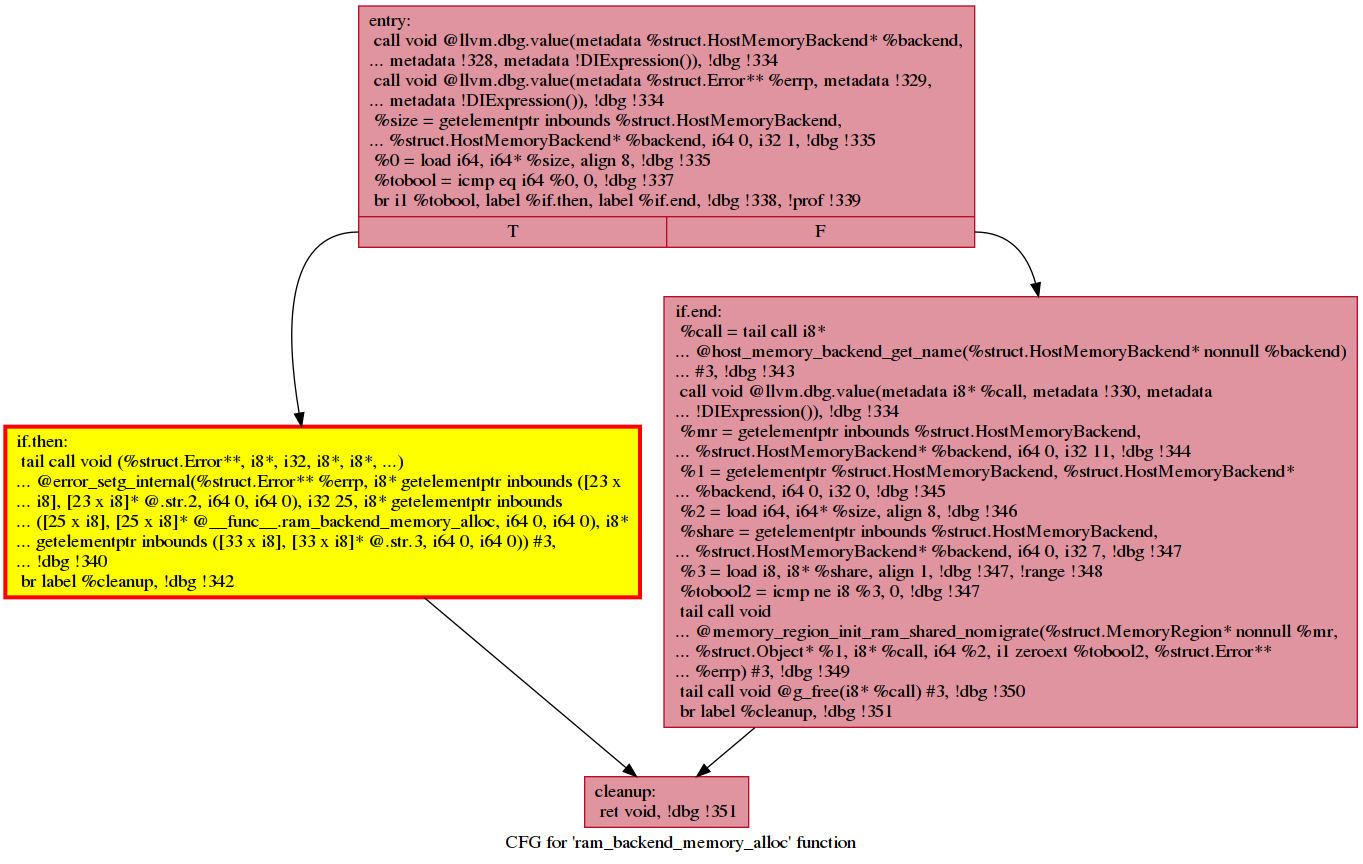 entry:
call void @llvm.dbg.value(metadata %struct.HostMemoryBackend* %backend,
... metadata !328, metadata !DIExpression()), !dbg !334
call void @llvm.dbg.value(metadata %struct.Error** %errp, metadata !329,
... metadata !DIExpression()), !dbg !334
%size = getelementptr inbounds %struct.HostMemoryBackend,
... %struct.HostMemoryBackend* %backend, i64 0, i32 1, !dbg !335
%0 = load i64, i64* %size, align 8, !dbg !335
%tobool = icmp eq i64 %0, 0, !dbg !337
br i1 %tobool, label %if.then, label %if.end, !dbg !338, !prof !339
T
F
if.then:
tail call void (%struct.Error**, i8*, i32, i8*, i8*, ...)
... @error_setg_internal(%struct.Error** %errp, i8* getelementptr inbounds ([23 x
... i8], [23 x i8]* @.str.2, i64 0, i64 0), i32 25, i8* getelementptr inbounds
... ([25 x i8], [25 x i8]* @__func__.ram_backend_memory_alloc, i64 0, i64 0), i8*
... getelementptr inbounds ([33 x i8], [33 x i8]* @.str.3, i64 0, i64 0)) #3,
... !dbg !340
br label %cleanup, !dbg !342
if.end:
%call = tail call i8*
... @host_memory_backend_get_name(%struct.HostMemoryBackend* nonnull %backend)
... #3, !dbg !343
call void @llvm.dbg.value(metadata i8* %call, metadata !330, metadata
... !DIExpression()), !dbg !334
%mr = getelementptr inbounds %struct.HostMemoryBackend,
... %struct.HostMemoryBackend* %backend, i64 0, i32 11, !dbg !344
%1 = getelementptr %struct.HostMemoryBackend, %struct.HostMemoryBackend*
... %backend, i64 0, i32 0, !dbg !345
%2 = load i64, i64* %size, align 8, !dbg !346
%share = getelementptr inbounds %struct.HostMemoryBackend,
... %struct.HostMemoryBackend* %backend, i64 0, i32 7, !dbg !347
%3 = load i8, i8* %share, align 1, !dbg !347, !range !348
%tobool2 = icmp ne i8 %3, 0, !dbg !347
tail call void
... @memory_region_init_ram_shared_nomigrate(%struct.MemoryRegion* nonnull %mr,
... %struct.Object* %1, i8* %call, i64 %2, i1 zeroext %tobool2, %struct.Error**
... %errp) #3, !dbg !349
tail call void @g_free(i8* %call) #3, !dbg !350
br label %cleanup, !dbg !351
cleanup:
ret void, !dbg !351
CFG for 'ram_backend_memory_alloc' function